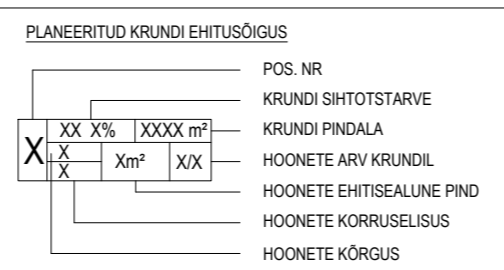 PLANEERITUD KRUNDI EHITUSÕIGUS
POS. NR
KRUNDI SIHTOTSTARVE
XX X% XXXX m² KRUNDI PINDALA
X X Xm² X/X HOONETE ARV KRUNDIL
X
HOONETE EHITISEALUNE PIND
HOONETE KORRUSELISUS
HOONETE KÕRGUS